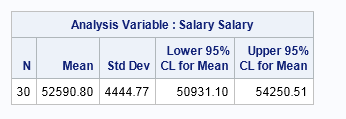 Analysis Variable : Salary Salary
N Mean Std Dev Lower 95% CL for Mean Upper 95% CL for Mean
30 52590.80 4444.77 50931.10 54250.51